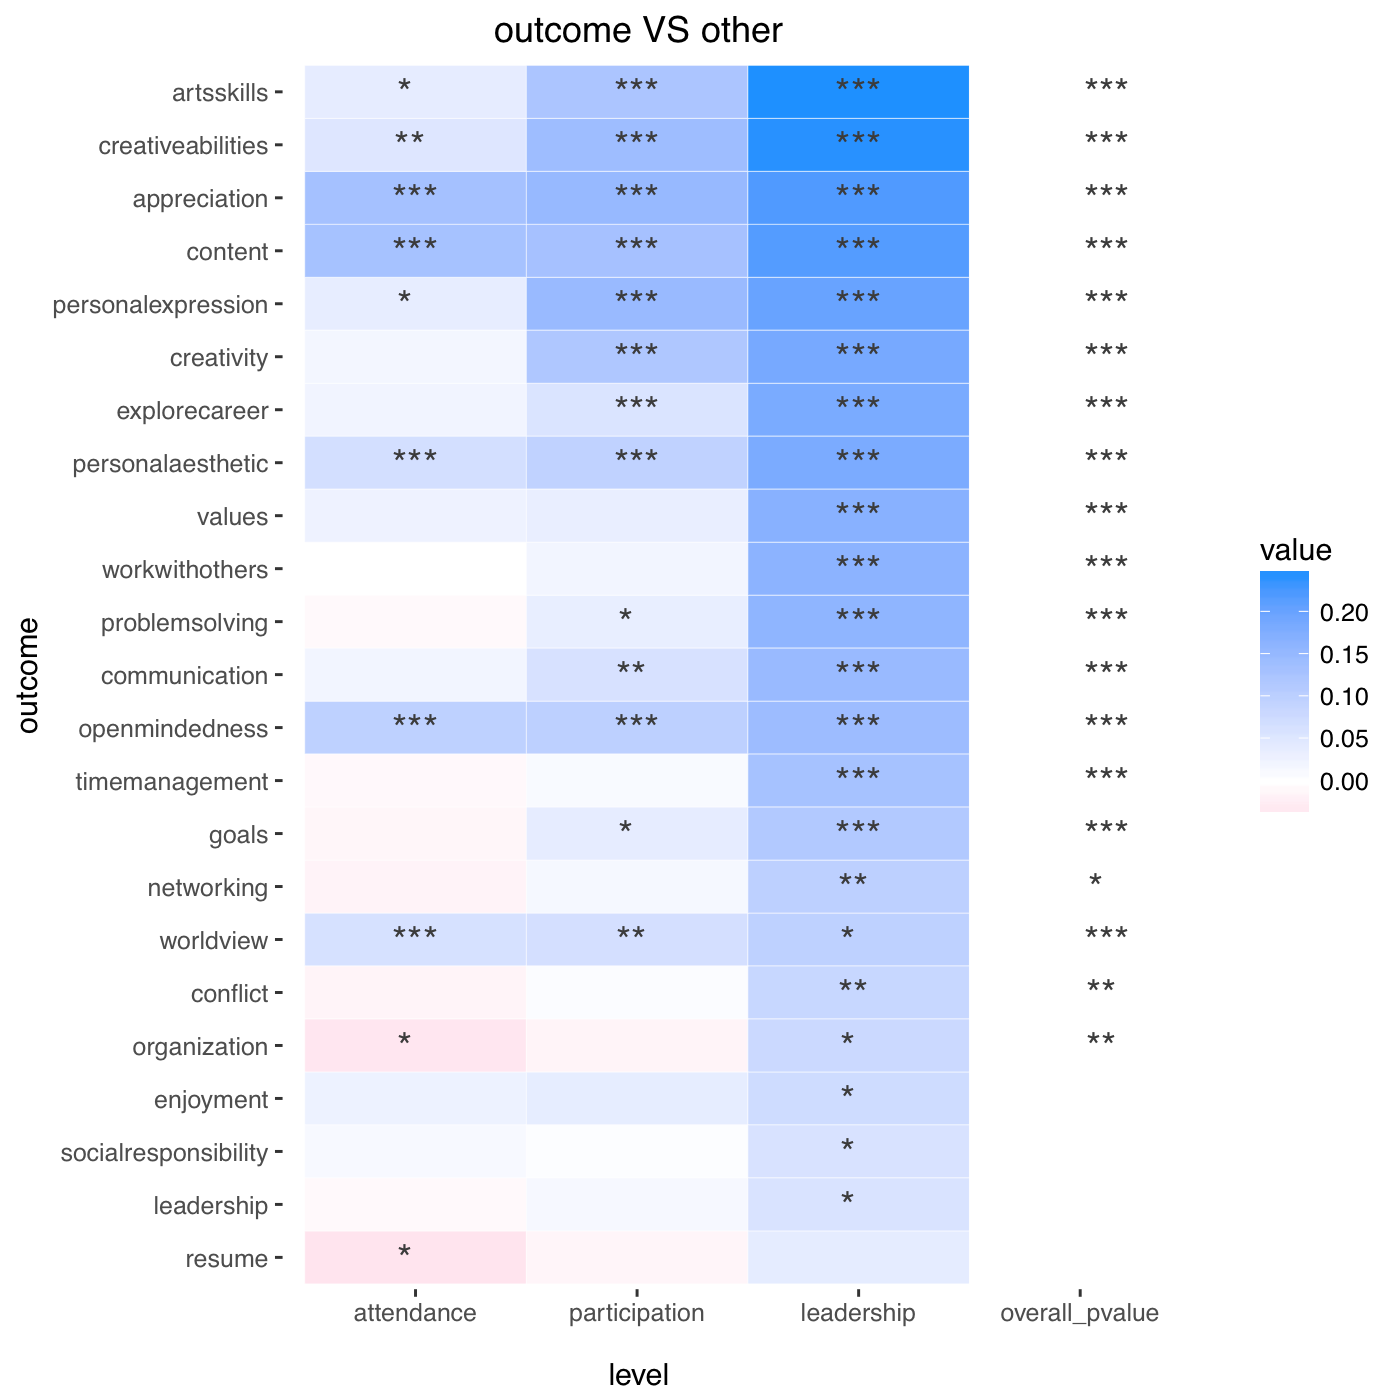 outcome VS other
artsskills * *** *** ***
creativeabilities ** *** *** ***
appreciation *** *** *** ***
content *** *** *** ***
personalexpression * *** *** ***
creativity *** *** ***
explorecareer *** *** ***
personalaesthetic *** *** *** ***
values *** ***
workwithothers *** ***
problemsolving * *** ***
communication ** *** ***
openmindedness *** *** *** ***
timemanagement *** ***
goals * *** ***
networking ** *
worldview *** ** * ***
conflict ** **
organization * * **
enjoyment *
socialresponsibility *
leadership *
resume *
attendance participation leadership overall_pvalue
level
outcome
value
0.20
0.15
0.10
0.05
0.00